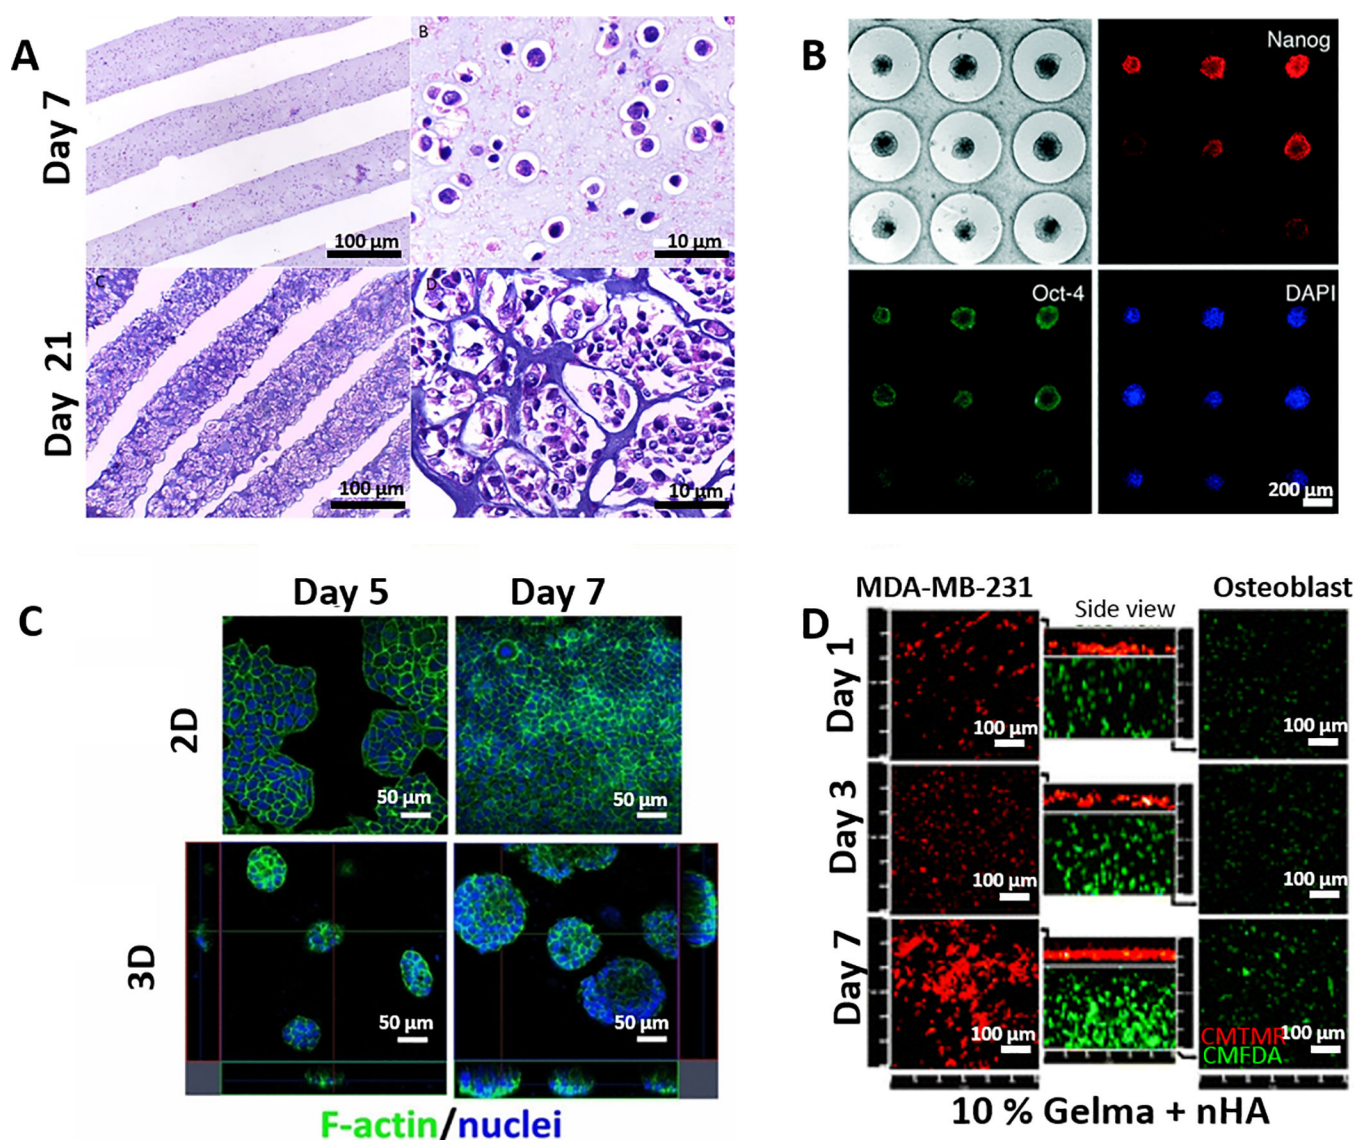 A
Day 7
B
100 µm
10 µm
Day 21
C
D
100 µm
10 µm
B
Nanog
Oct-4
DAPI
200 µm
C
Day 5
Day 7
2D
50 µm
50 µm
3D
50 µm
50 µm
F-actin/nuclei
D
MDA-MB-231
Side view
Osteoblast
Day 1
100 µm
100 µm
Day 3
100 µm
100 µm
Day 7
100 µm
CMTMR
100 µm
CMFDA
10 % Gelma + nHA